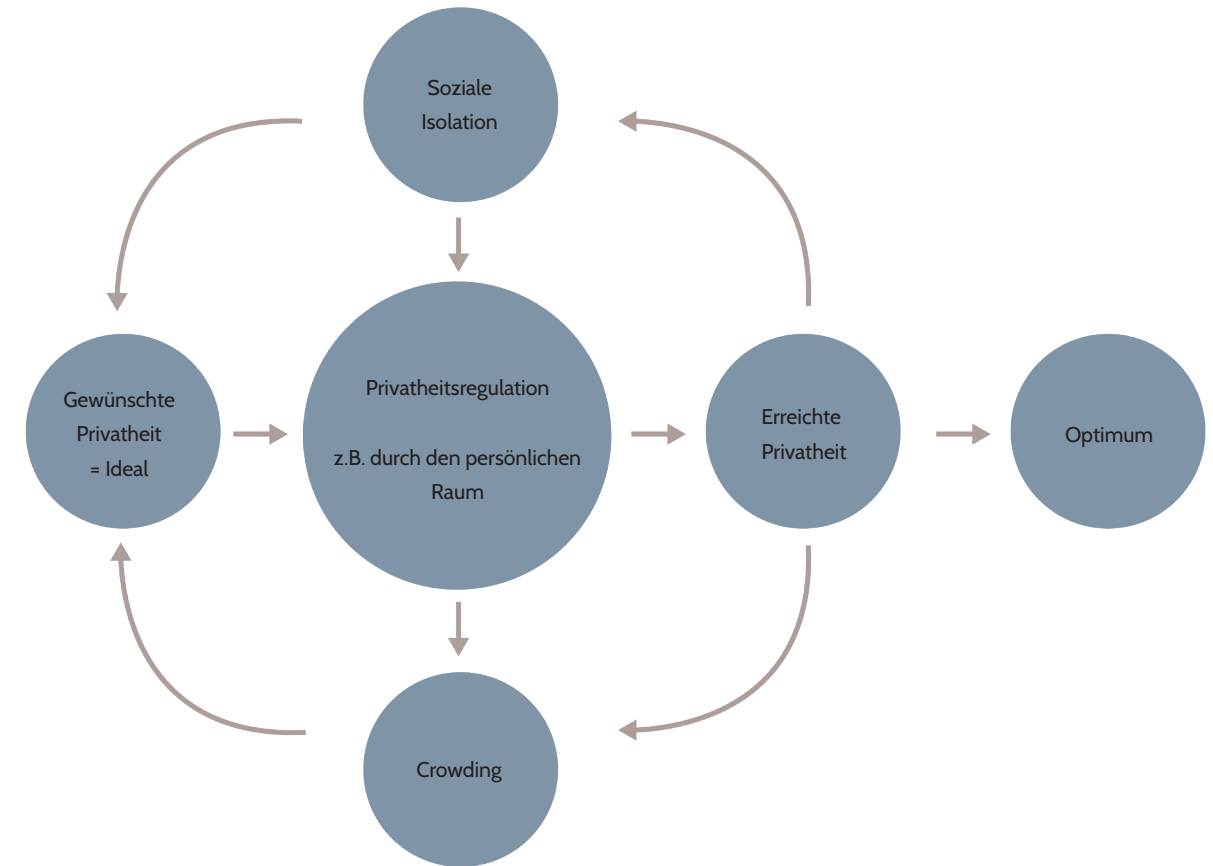 Soziale
Isolation
Gewünschte
Privatheit
= Ideal
Privatheitsregulation
z.B. durch den persönlichen
Raum
Erreichte
Privatheit
Optimum
Crowding